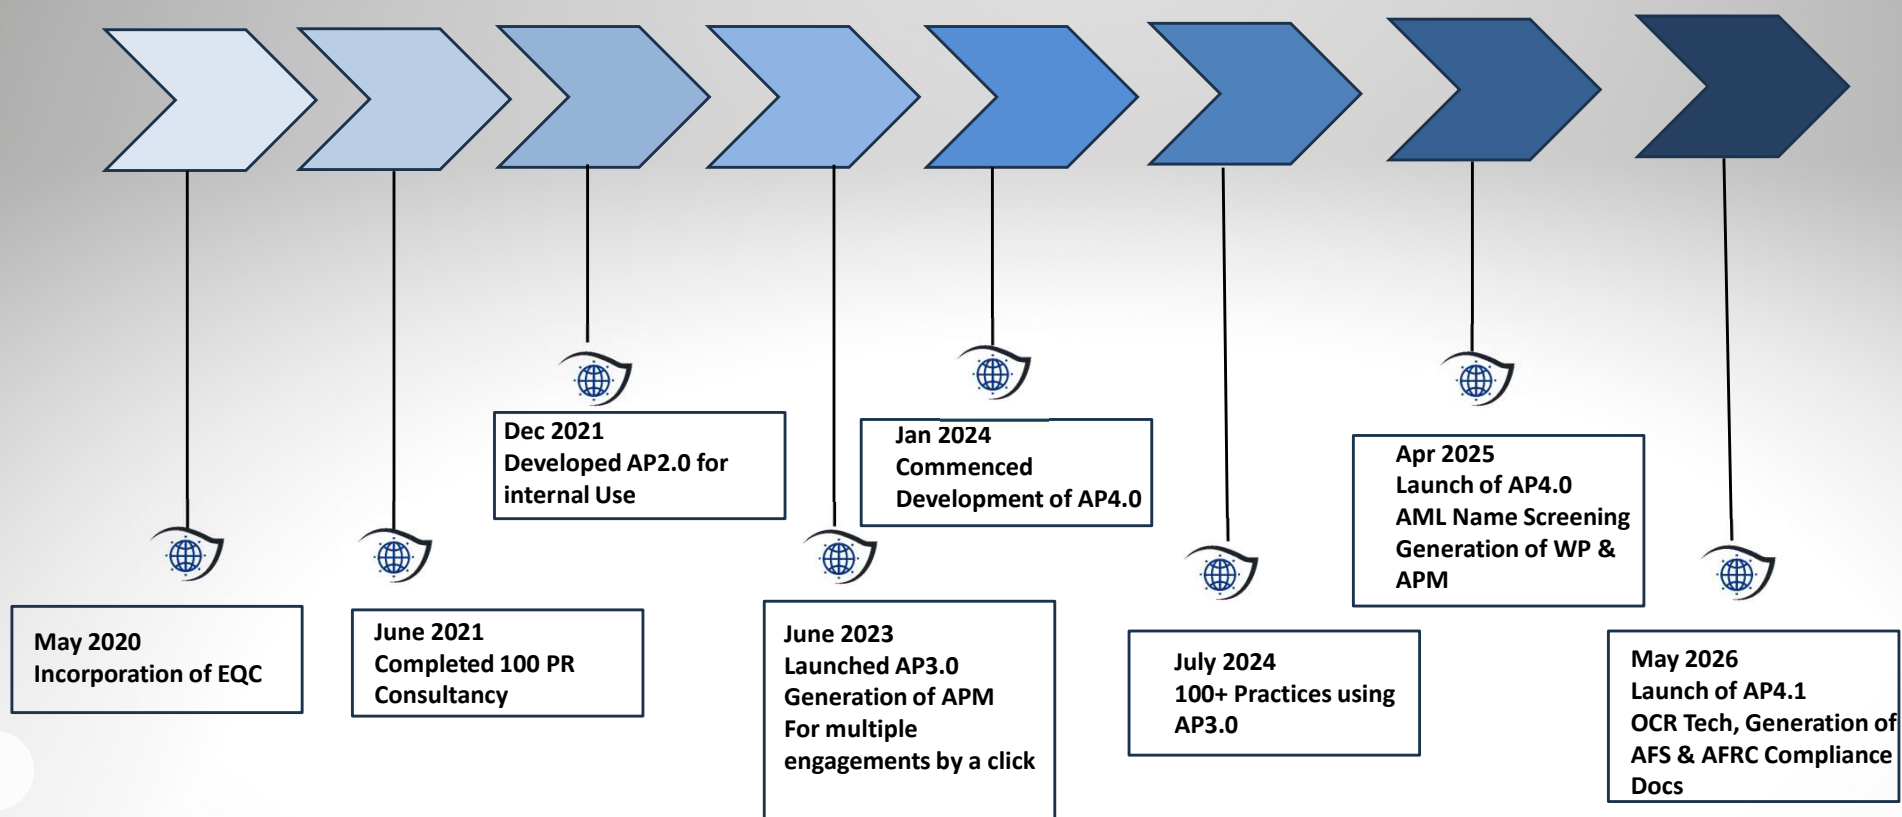 May 2020
Incorporation of EQC
June 2021
Completed 100 PR
Consultancy
Dec 2021
Developed AP2.0 for
internal Use
June 2023
Launched AP3.0
Generation of APM
For multiple
engagements by a click
Jan 2024
Commenced
Development of AP4.0
July 2024
100+ Practices using
AP3.0
Apr 2025
Launch of AP4.0
AML Name Screening
Generation of WP &
APM
May 2026
Launch of AP4.1
OCR Tech, Generation of
AFS & AFRC Compliance
Docs